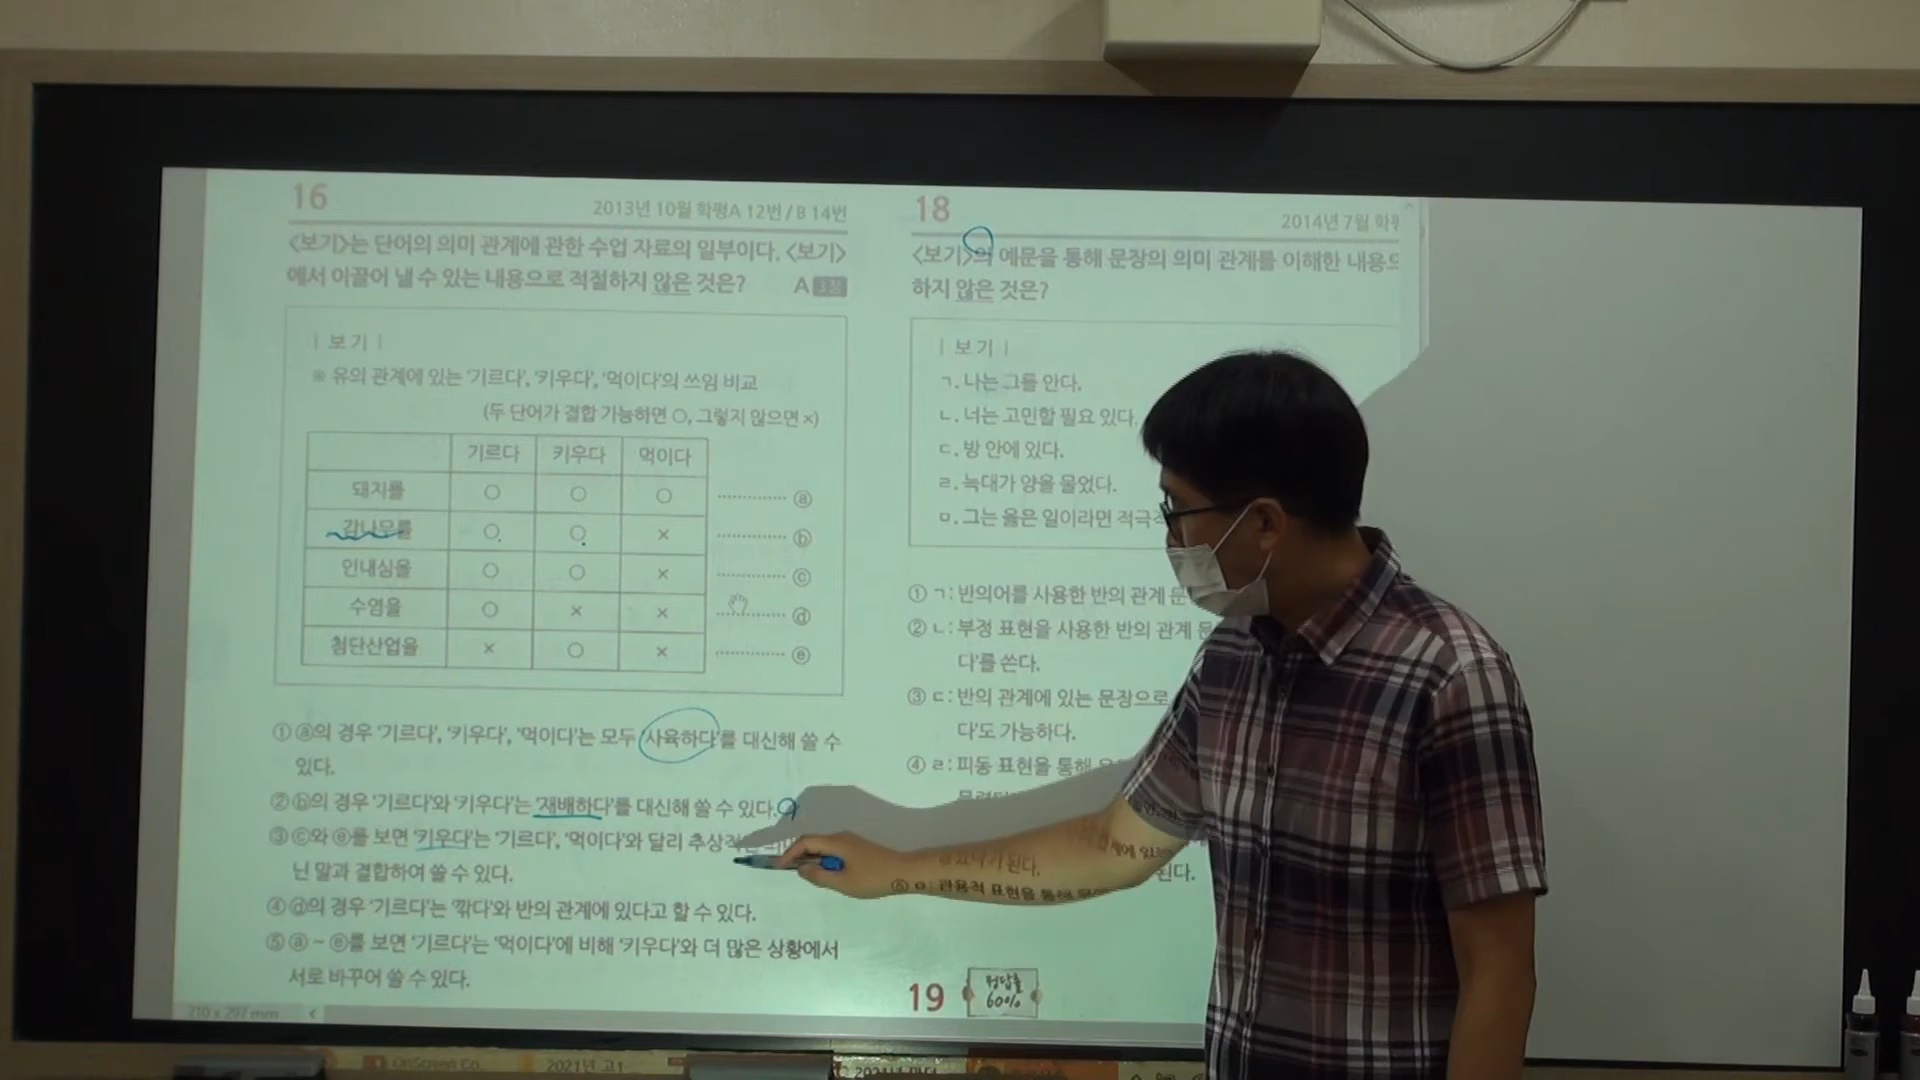 16
2013년 10월 학평A 12번 / B 14번
<보기>는 단어의 의미 관계에 관한 수업 자료의 일부이다. <보기>
에서 이끌어 낼 수 있는 내용으로 적절하지 않은 것은? A
| 보 기 |
※ 유의 관계에 있는 '기르다', '키우다', '먹이다'의 쓰임 비교
(두 단어가 결합 가능하면 ○, 그렇지 않으면 ×)
기르다 키우다 먹이다
돼지를 ○ ○ ○ ⓐ
감나무를 ○ ○ × ⓑ
인내심을 ○ ○ × ⓒ
수염을 ○ × × ⓓ
첨단산업을 × ○ × ⓔ
① ⓐ의 경우 '기르다', '키우다', '먹이다'는 모두 '사육하다'를 대신해 쓸 수
있다.
② ⓑ의 경우 '기르다'와 '키우다'는 '재배하다'를 대신해 쓸 수 있다.
③ ⓒ와 ⓔ를 보면 '키우다'는 '기르다', '먹이다'와 달리
닌 말과 결합하여 쓸 수 있다.
④ ⓓ의 경우 '기르다'는 '깎다'와 반의 관계에 있다고 할 수 있다.
⑤ ⓐ ~ ⓔ를 보면 '기르다'는 '먹이다'에 비해 '키우다'와 더 많은 상황에서
서로 바꾸어 쓸 수 있다.
18
2014년 7월 학
<보기>의 예문을 통해 문장의 의미 관계를 이해한
하지 않은 것은?
| 보 기 |
ㄱ. 나는 그를 안다.
ㄴ. 너는 고민할 필요 있다.
ㄷ. 방 안에 있다.
ㄹ. 늑대가 양을 물었다.
ㅁ. 그는 옳은 일이라면
① ㄱ: 반의어를 사용한 반의 관계
② ㄴ: 부정 표현을 사용한 반의 관계
다'를 쓴다.
③ ㄷ: 반의 관계에 있는 문장으로
다'도 가능하다.
④ ㄹ: 피동 표현을 통해
된다.
⑤ ㅁ: 관용적 표현을 통해
19
정답률
60%
210 x 297 mm
OnScreen Co
2021년 고1